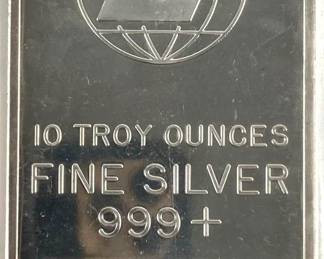 10 TROY OUNCES
FINE SILVER
999+